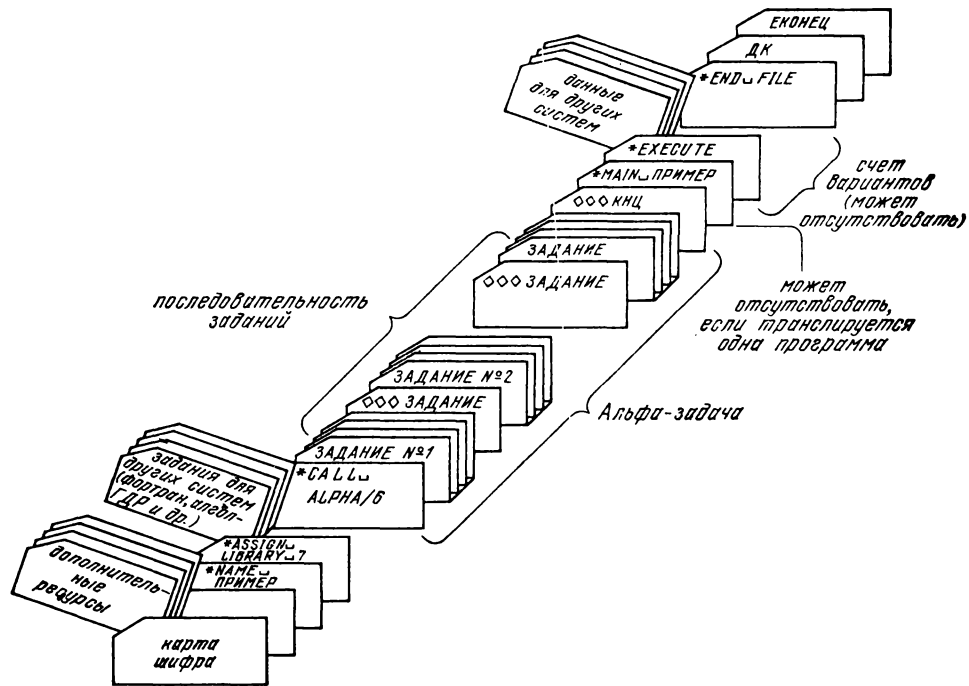 ЕКОНЕЦ
ДК
*END␣FILE
данные
для других
систем
*EXECUTE
*MAIN␣ПРИМЕР
◇◇◇КНЦ
счет
вариантов
(может
отсутствовать)
ЗАДАНИЕ
◇◇◇ЗАДАНИЕ
последовательность
заданий
может
отсутствовать,
если транслируется
одна программа
ЗАДАНИЕ №2
◇◇◇ЗАДАНИЕ
Альфа-задача
ЗАДАНИЕ №1
*CALL␣
ALPHA/6
задания для
других систем
(фортран, алгол-
ГДР и др.)
*ASSIGN␣
LIBRARY␣7
*NAME␣
ПРИМЕР
дополнитель-
ные
ресурсы
карта
шифра